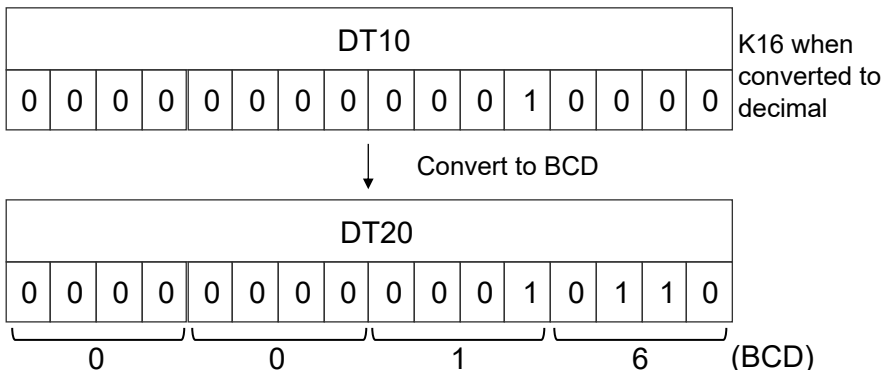 DT10
K16 when
converted to
decimal
0 0 0 0 0 0 0 0 0 0 0 1 0 0 0 0
Convert to BCD
DT20
0 0 0 0 0 0 0 0 0 0 0 1 0 1 1 0
0 0 1 6 (BCD)